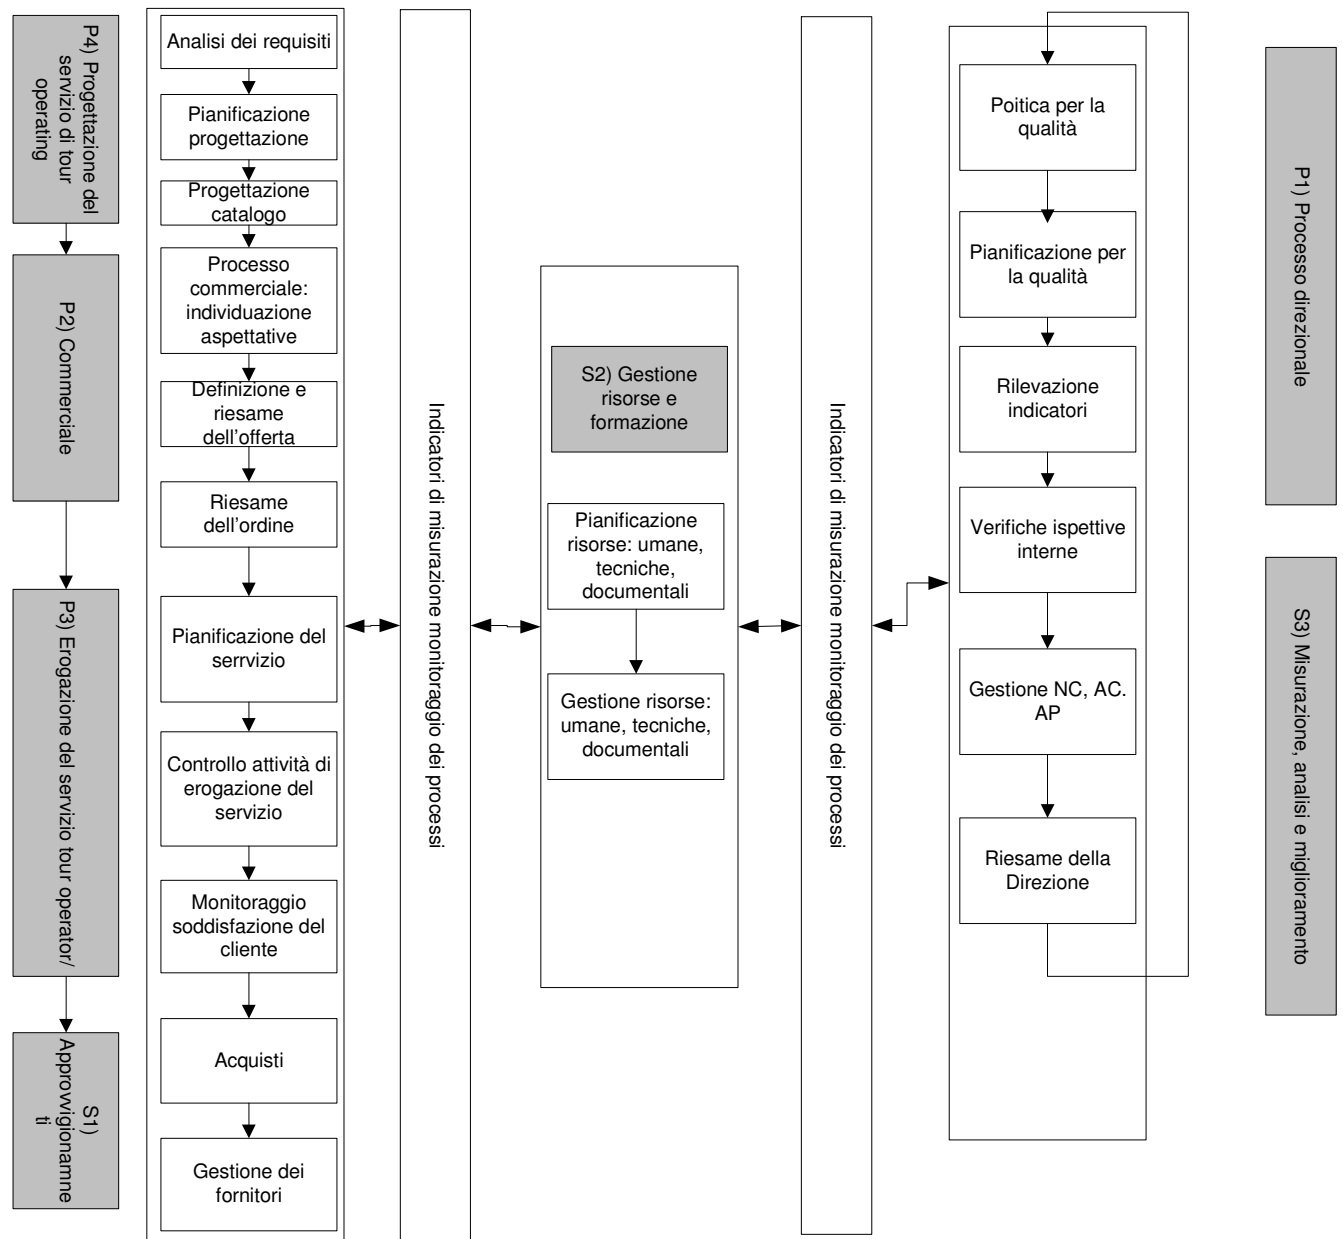 P4) Progettazione del
servizio di tour
operating
P2) Commerciale
P3) Erogazione del servizio tour operator/
S1)
Approvvigionamne
ti
Analisi dei requisiti
Pianificazione
progettazione
Progettazione
catalogo
Processo
commerciale:
individuazione
aspettative
Definizione e
riesame
dell'offerta
Riesame
dell'ordine
Pianificazione del
serrvizio
Controllo attività di
erogazione del
servizio
Monitoraggio
soddisfazione del
cliente
Acquisti
Gestione dei
fornitori
Indicatori di misurazione monitoraggio dei processi
S2) Gestione
risorse e
formazione
Pianificazione
risorse: umane,
tecniche,
documentali
Gestione risorse:
umane, tecniche,
documentali
Indicatori di misurazione monitoraggio dei processi
Poitica per la
qualità
Pianificazione per
la qualità
Rilevazione
indicatori
Verifiche ispettive
interne
Gestione NC, AC.
AP
Riesame della
Direzione
P1) Processo direzionale
S3) Misurazione, analisi e miglioramento